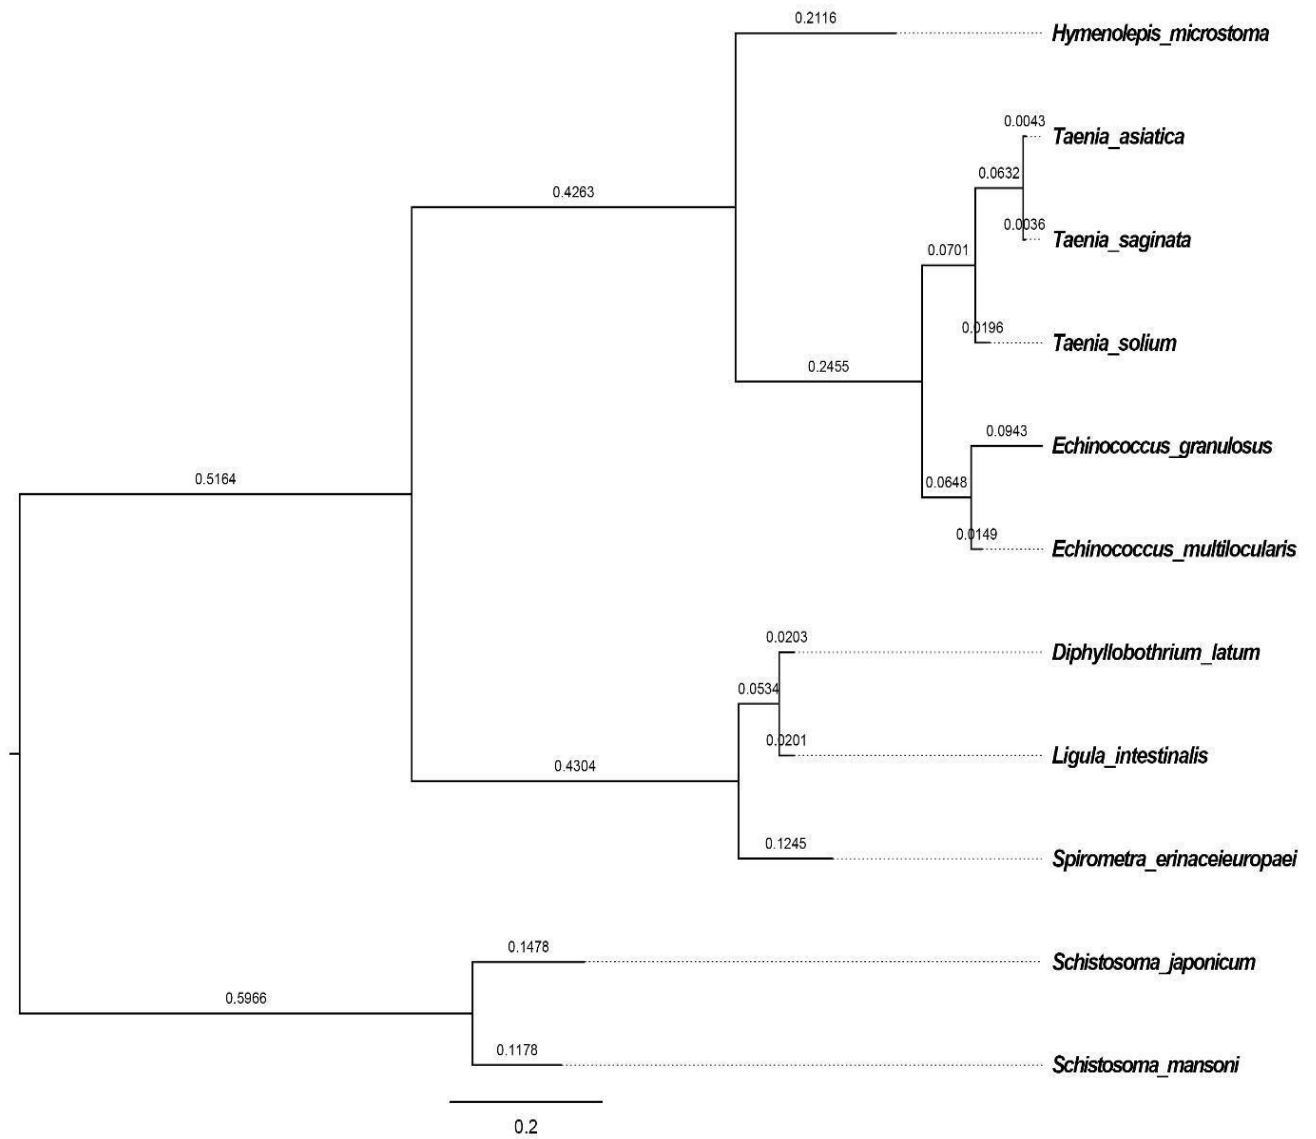 0.2116
Hymenolepis_microstoma
0.0043
Taenia_asiatica
0.0632
0.4263
0.0036
Taenia_saginata
0.0701
0.0196
Taenia_solium
0.2455
0.0943
Echinococcus_granulosus
0.5164
0.0648
0.0149
Echinococcus_multilocularis
0.0203
Diphyllobothrium_latum
0.0534
0.0201
Ligula_intestinalis
0.4304
0.1245
Spirometra_erinaceieuropaei
0.1478
Schistosoma_japonicum
0.5966
0.1178
Schistosoma_mansoni
0.2